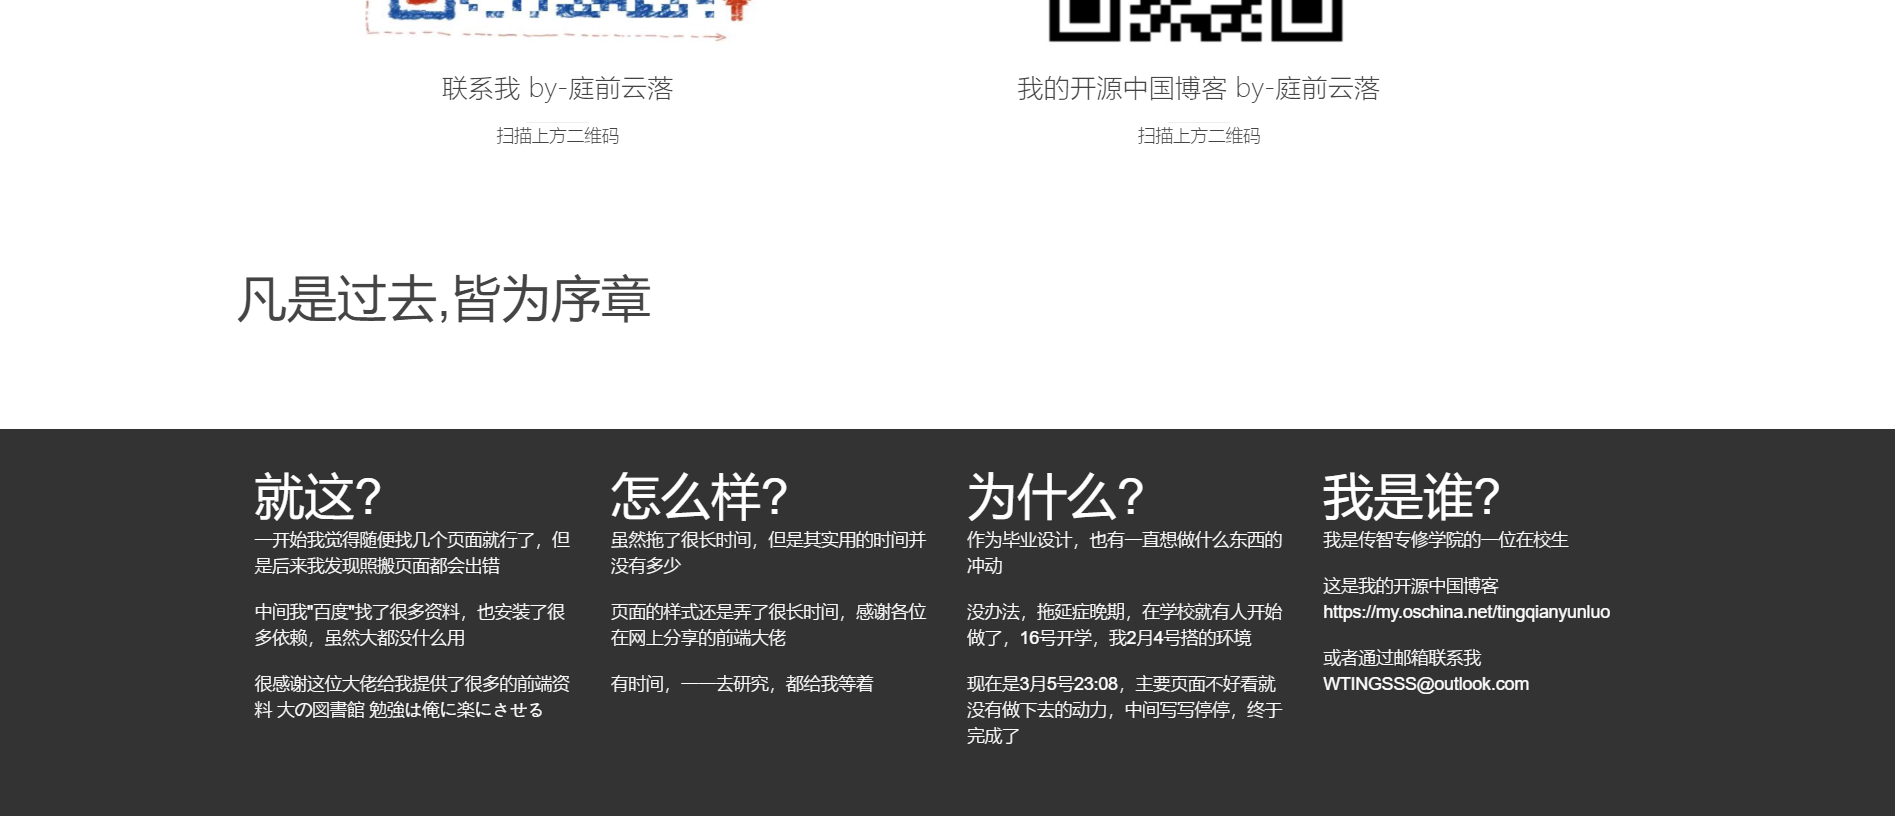 联系我 by-庭前云落
扫描上方二维码
我的开源中国博客 by-庭前云落
扫描上方二维码
凡是过去,皆为序章
就这?
一开始我觉得随便找几个页面就行了，但
是后来我发现照搬页面都会出错
中间我"百度"找了很多资料，也安装了很
多依赖，虽然大都没什么用
很感谢这位大佬给我提供了很多的前端资
料 大の図書館 勉強は俺に楽にさせる
怎么样?
虽然拖了很长时间，但是其实用的时间并
没有多少
页面的样式还是弄了很长时间，感谢各位
在网上分享的前端大佬
有时间，一一去研究，都给我等着
为什么?
作为毕业设计，也有一直想做什么东西的
冲动
没办法，拖延症晚期，在学校就有人开始
做了，16号开学，我2月4号搭的环境
现在是3月5号23:08，主要页面不好看就
没有做下去的动力，中间写写停停，终于
完成了
我是谁?
我是传智专修学院的一位在校生
这是我的开源中国博客
https://my.oschina.net/tingqianyunluo
或者通过邮箱联系我
WTINGSSS@outlook.com